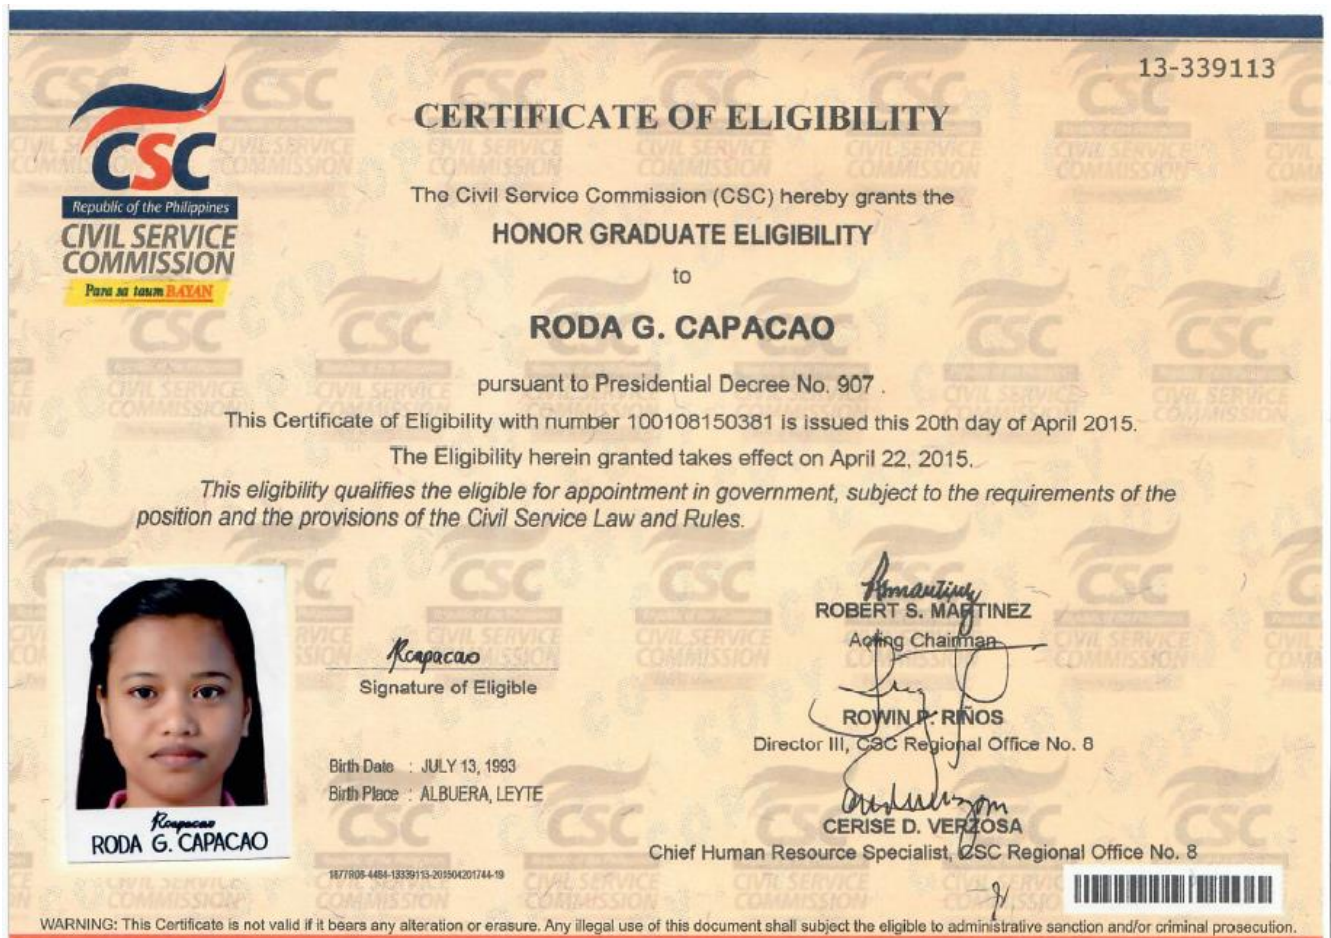 13-339113
CSC
Republic of the Philippines
CIVIL SERVICE
COMMISSION
Para sa taum BAYAN
CERTIFICATE OF ELIGIBILITY
The Civil Service Commission (CSC) hereby grants the
HONOR GRADUATE ELIGIBILITY
to
RODA G. CAPACAO
pursuant to Presidential Decree No. 907 .
This Certificate of Eligibility with number 100108150381 is issued this 20th day of April 2015.
The Eligibility herein granted takes effect on April 22, 2015.
This eligibility qualifies the eligible for appointment in government, subject to the requirements of the
position and the provisions of the Civil Service Law and Rules.
ROBERT S. MARTINEZ
Acting Chairman
Rcapacao
Signature of Eligible
ROWIN P. RIÑOS
Director III, CSC Regional Office No. 8
Birth Date : JULY 13, 1993
Birth Place : ALBUERA, LEYTE
CERISE D. VERZOSA
Chief Human Resource Specialist, CSC Regional Office No. 8
Rcapacao
RODA G. CAPACAO
1877R08-4484-13339113-201504201744-19
WARNING: This Certificate is not valid if it bears any alteration or erasure. Any illegal use of this document shall subject the eligible to administrative sanction and/or criminal prosecution.